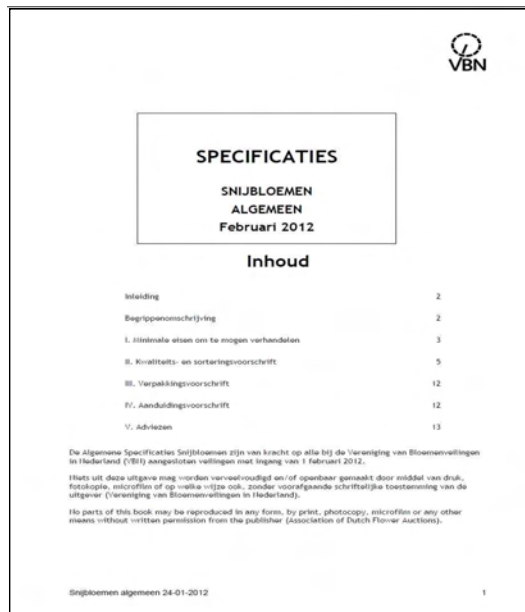 VBN
SPECIFICATIES
SNIJBLOEMEN
ALGEMEEN
Februari 2012
Inhoud
Inleiding 2
Begrippenomschrijving 2
I. Minimale eisen om te mogen verhandelen 3
II. Kwaliteits- en sorteringsvoorschrift 5
III. Verpakkingsvoorschrift 12
IV. Aanduidingsvoorschrift 12
V. Adviezen 13
De Algemene Specificaties Snijbloemen zijn van kracht op alle bij de Vereniging van Bloemenveilingen
in Nederland (VBN) aangesloten veilingen met ingang van 1 februari 2012.
Niets uit deze uitgave mag worden verveelvoudigd en/of openbaar gemaakt door middel van druk,
fotokopie, microfilm of op welke wijze ook, zonder voorafgaande schriftelijke toestemming van de
uitgever (Vereniging van Bloemenveilingen in Nederland).
No parts of this book may be reproduced in any form, by print, photocopy, microfilm or any other
means without written permission from the publisher (Association of Dutch Flower Auctions).
Snijbloemen algemeen 24-01-2012 1